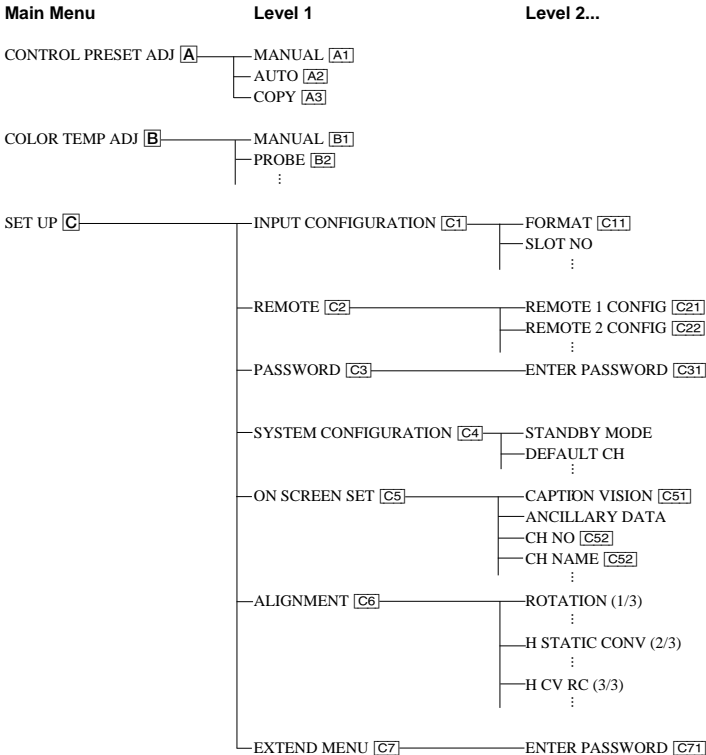 Main Menu Level 1 Level 2...
CONTROL PRESET ADJ A MANUAL A1
AUTO A2
COPY A3
COLOR TEMP ADJ B MANUAL B1
PROBE B2
SET UP C INPUT CONFIGURATION C1 FORMAT C11
SLOT NO
REMOTE C2 REMOTE 1 CONFIG C21
REMOTE 2 CONFIG C22
PASSWORD C3 ENTER PASSWORD C31
SYSTEM CONFIGURATION C4 STANDBY MODE
DEFAULT CH
ON SCREEN SET C5 CAPTION VISION C51
ANCILLARY DATA
CH NO C52
CH NAME C52
ALIGNMENT C6 ROTATION (1/3)
H STATIC CONV (2/3)
H CV RC (3/3)
EXTEND MENU C7 ENTER PASSWORD C71